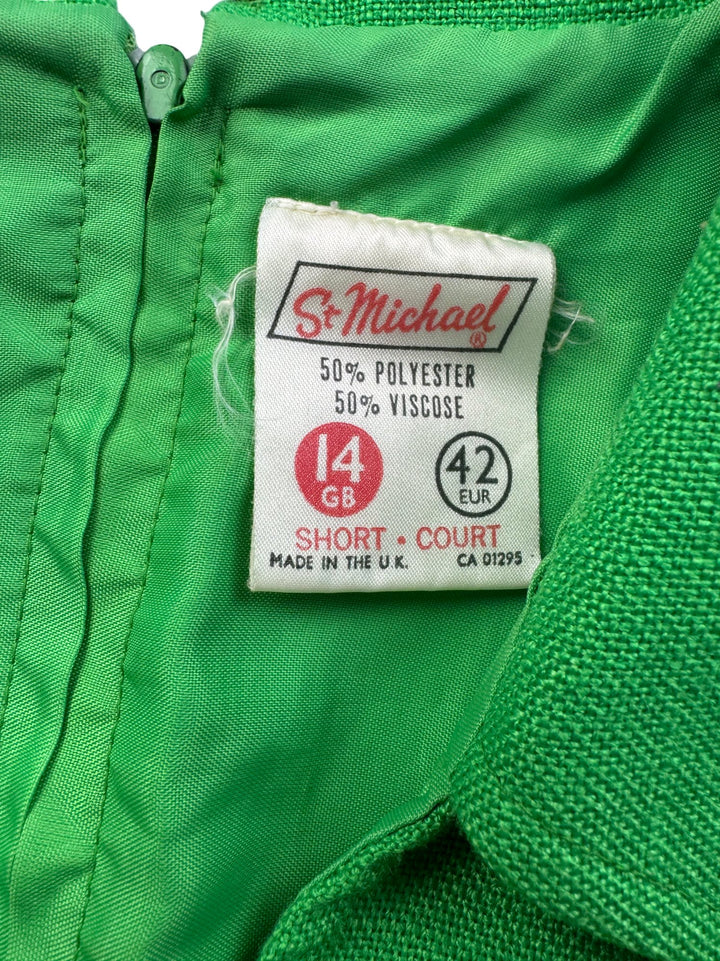 St Michael ®
50% POLYESTER
50% VISCOSE
14 42
GB EUR
SHORT • COURT
MADE IN THE U.K. CA 01295